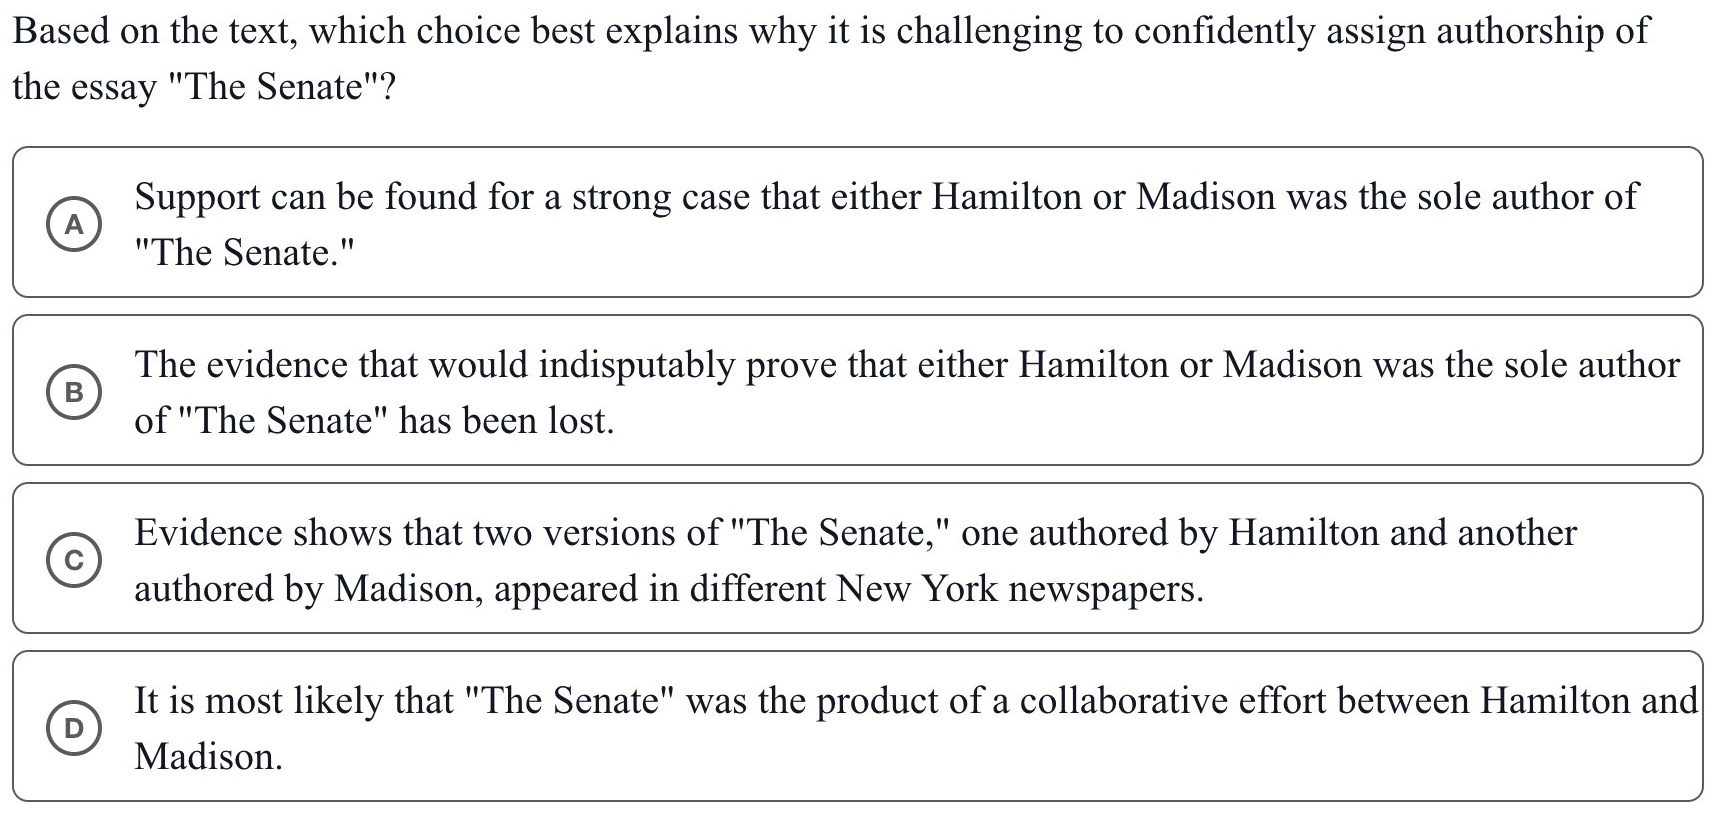 Based on the text, which choice best explains why it is challenging to confidently assign authorship of
the essay "The Senate"?
A
Support can be found for a strong case that either Hamilton or Madison was the sole author of
"The Senate."
B
The evidence that would indisputably prove that either Hamilton or Madison was the sole author
of "The Senate" has been lost.
C
Evidence shows that two versions of "The Senate," one authored by Hamilton and another
authored by Madison, appeared in different New York newspapers.
D
It is most likely that "The Senate" was the product of a collaborative effort between Hamilton and
Madison.